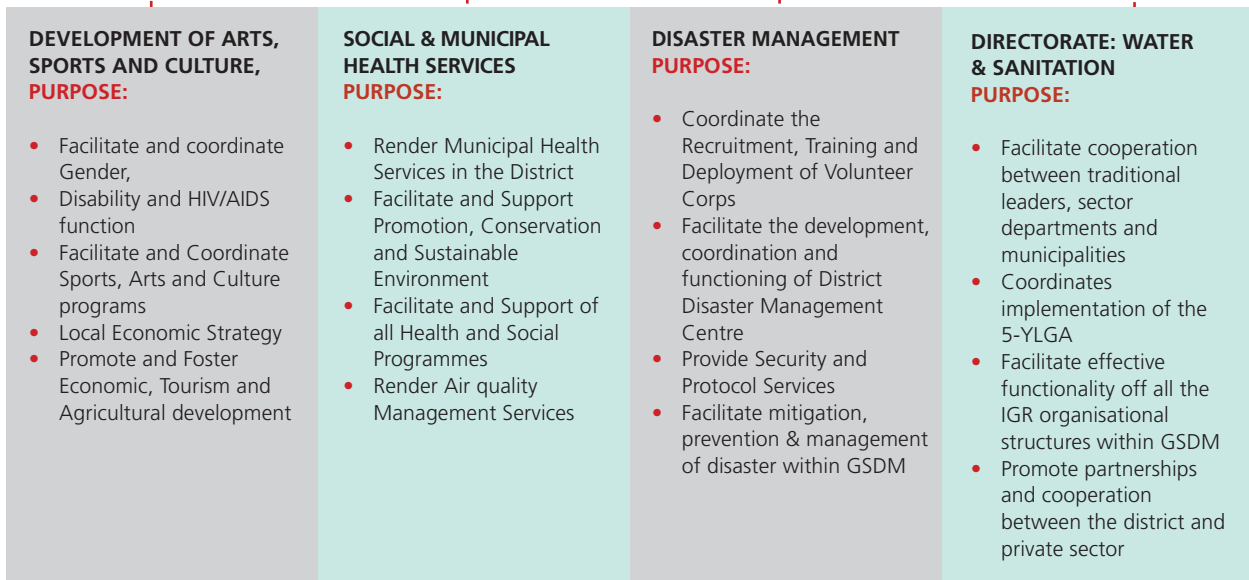 DEVELOPMENT OF ARTS,
SPORTS AND CULTURE,
PURPOSE:
• Facilitate and coordinate
Gender,
• Disability and HIV/AIDS
function
• Facilitate and Coordinate
Sports, Arts and Culture
programs
• Local Economic Strategy
• Promote and Foster
Economic, Tourism and
Agricultural development
SOCIAL & MUNICIPAL
HEALTH SERVICES
PURPOSE:
• Render Municipal Health
Services in the District
• Facilitate and Support
Promotion, Conservation
and Sustainable
Environment
• Facilitate and Support of
all Health and Social
Programmes
• Render Air quality
Management Services
DISASTER MANAGEMENT
PURPOSE:
• Coordinate the
Recruitment, Training and
Deployment of Volunteer
Corps
• Facilitate the development,
coordination and
functioning of District
Disaster Management
Centre
• Provide Security and
Protocol Services
• Facilitate mitigation,
prevention & management
of disaster within GSDM
DIRECTORATE: WATER
& SANITATION
PURPOSE:
• Facilitate cooperation
between traditional
leaders, sector
departments and
municipalities
• Coordinates
implementation of the
5-YLGA
• Facilitate effective
functionality off all the
IGR organisational
structures within GSDM
• Promote partnerships
and cooperation
between the district and
private sector